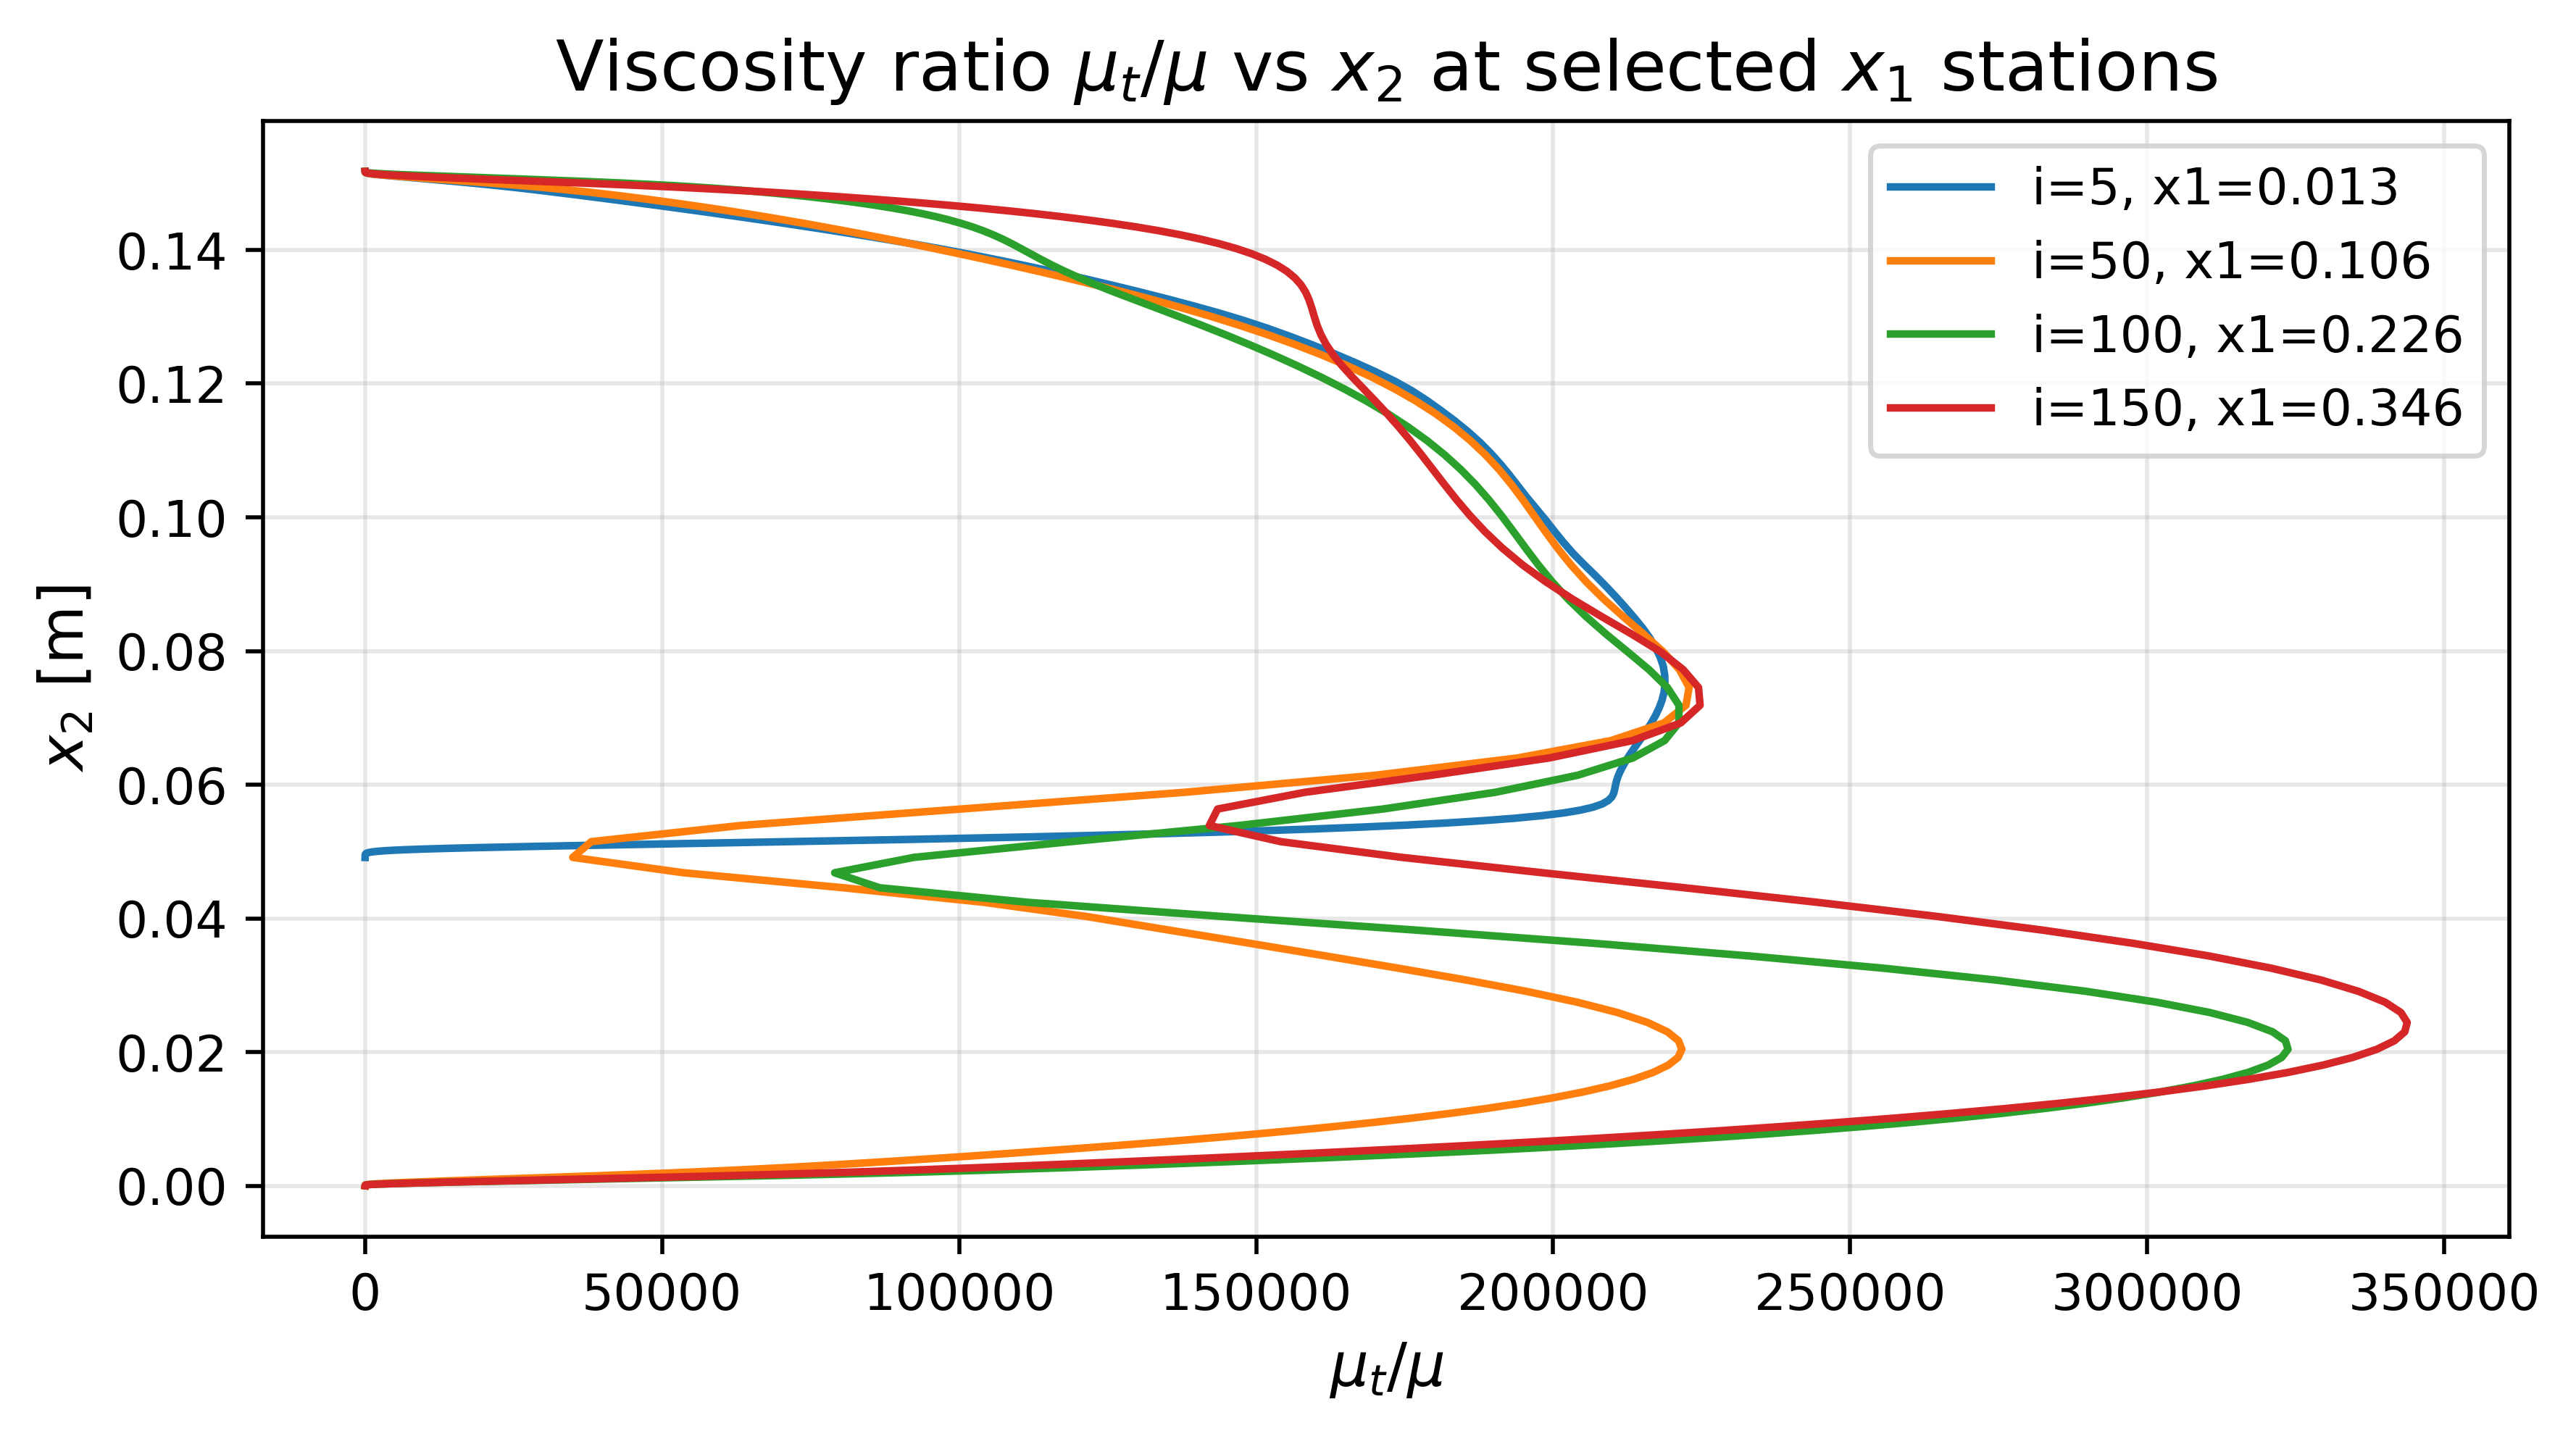 Viscosity ratio μₜ/μ vs x₂ at selected x₁ stations
i=5, x1=0.013
i=50, x1=0.106
i=100, x1=0.226
i=150, x1=0.346
x₂ [m]
0.14
0.12
0.10
0.08
0.06
0.04
0.02
0.00
0 50000 100000 150000 200000 250000 300000 350000
μₜ/μ